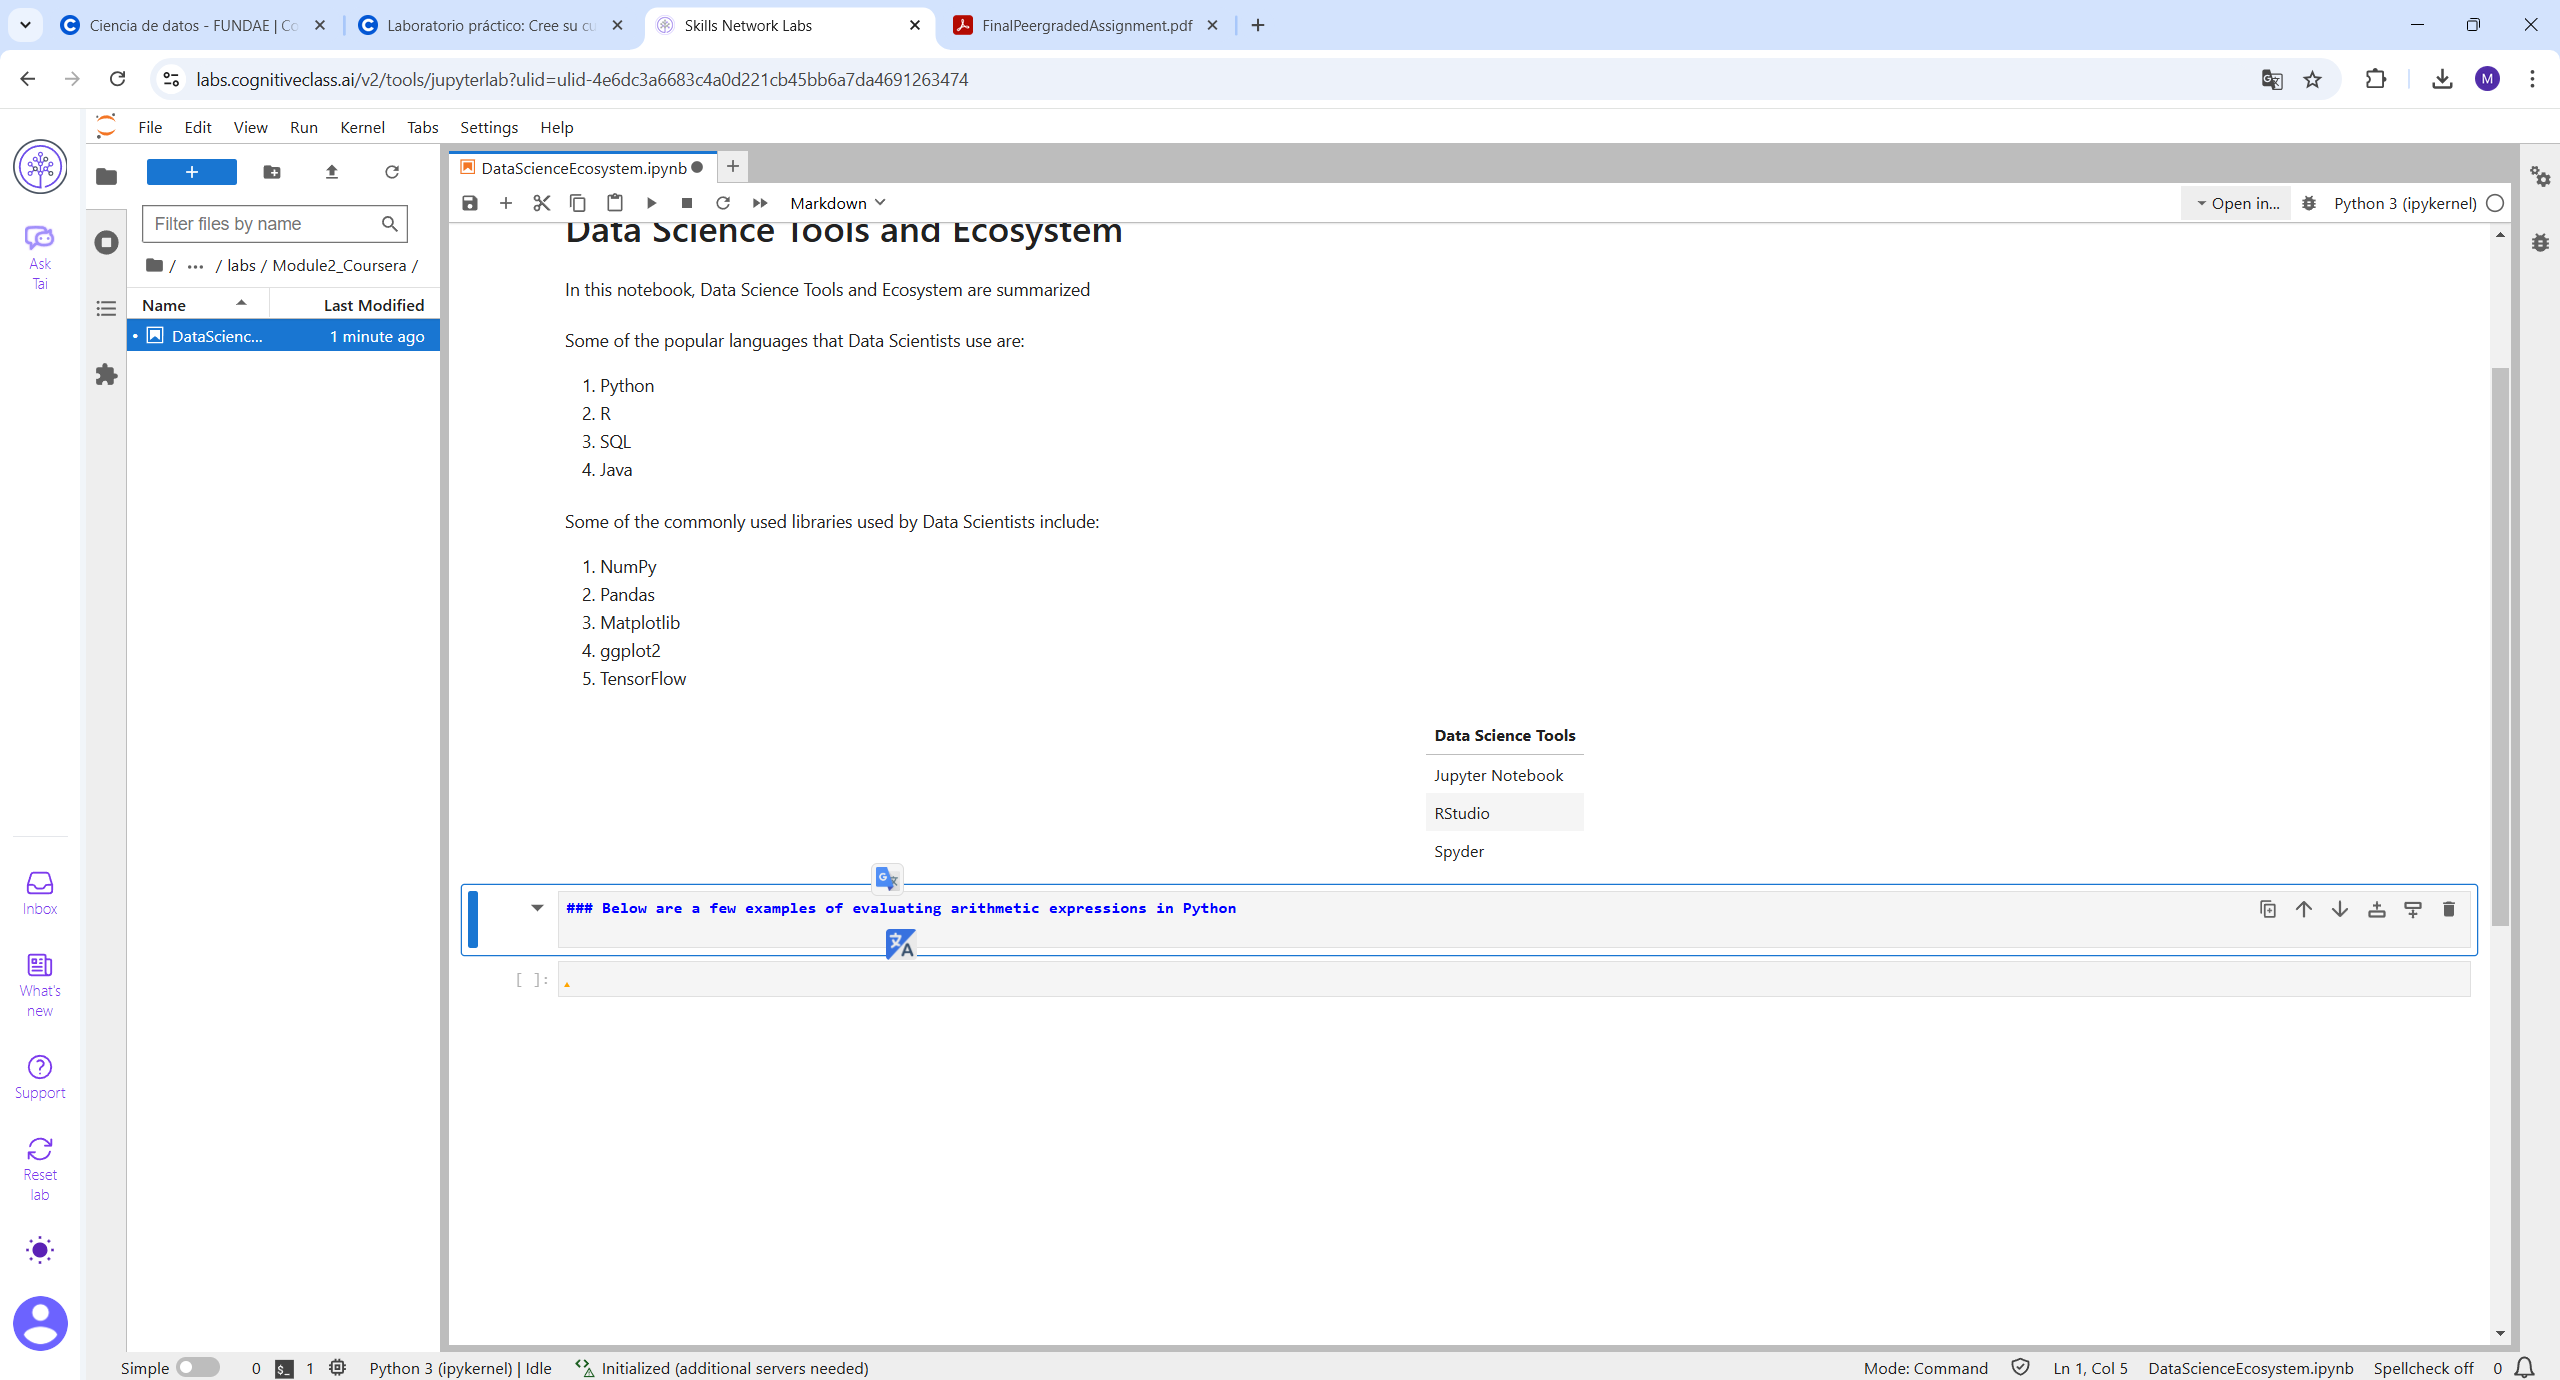 Ciencia de datos - FUNDAE | Co
Laboratorio práctico: Cree su cu
Skills Network Labs
FinalPeergradedAssignment.pdf
labs.cognitiveclass.ai/v2/tools/jupyterlab?ulid=ulid-4e6dc3a6683c4a0d221cb45bb6a7da4691263474
M
File Edit View Run Kernel Tabs Settings Help
Ask
Tai
Inbox
What's
new
Support
Reset
lab
Filter files by name
/ ... / labs / Module2_Coursera /
Name Last Modified
DataScienc... 1 minute ago
DataScienceEcosystem.ipynb
Markdown
Open in...
Python 3 (ipykernel)
Data Science Tools and Ecosystem
In this notebook, Data Science Tools and Ecosystem are summarized
Some of the popular languages that Data Scientists use are:
1. Python
2. R
3. SQL
4. Java
Some of the commonly used libraries used by Data Scientists include:
1. NumPy
2. Pandas
3. Matplotlib
4. ggplot2
5. TensorFlow
Data Science Tools
Jupyter Notebook
RStudio
Spyder
### Below are a few examples of evaluating arithmetic expressions in Python
[ ]:
Simple 0 1 Python 3 (ipykernel) | Idle Initialized (additional servers needed) Mode: Command Ln 1, Col 5 DataScienceEcosystem.ipynb Spellcheck off 0